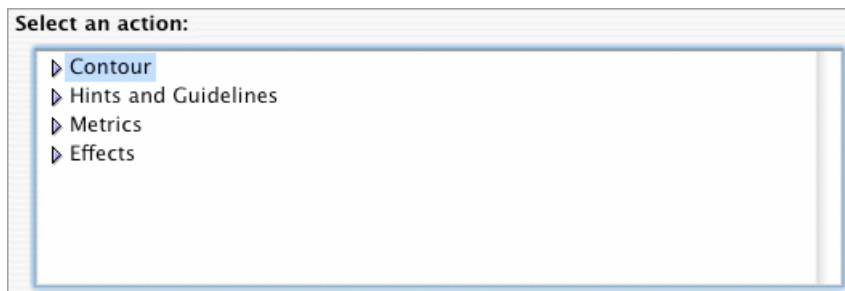 Select an action:
Contour
Hints and Guidelines
Metrics
Effects